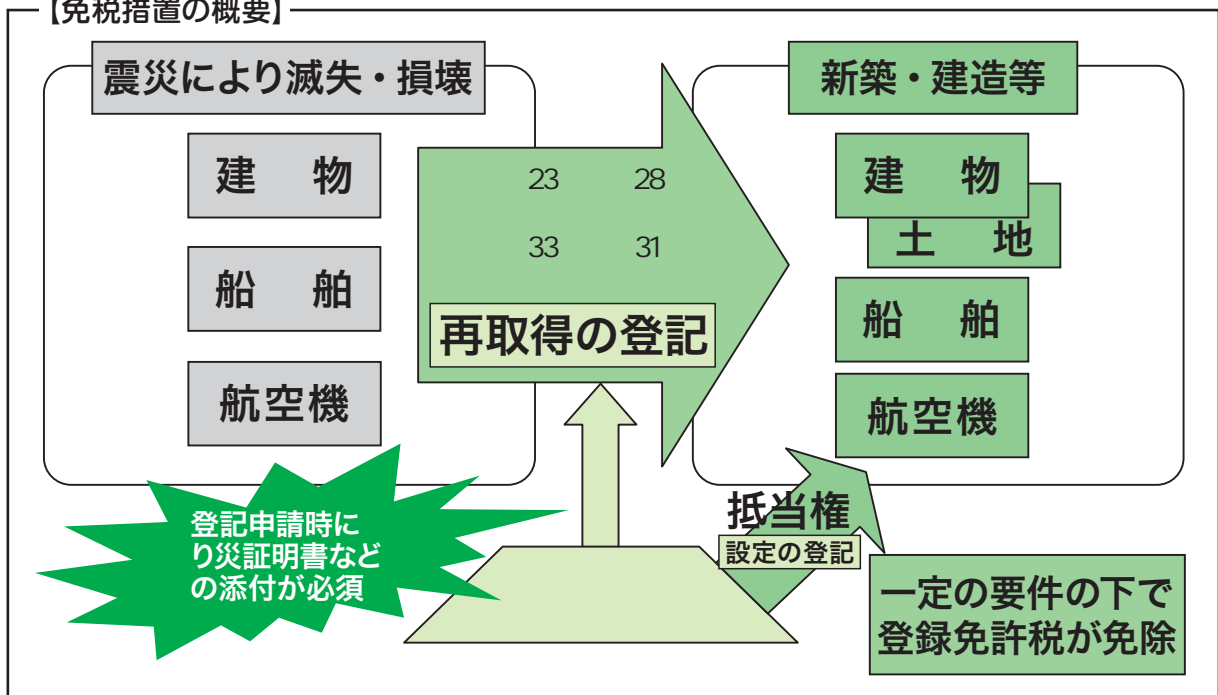 【免税措置の概要】
震災により滅失・損壊
建　物
船　舶
航空機
23　28
33　31
再取得の登記
新築・建造等
建　物
土　地
船　舶
航空機
登記申請時に
り災証明書など
の添付が必須
抵当権
設定の登記
一定の要件の下で
登録免許税が免除